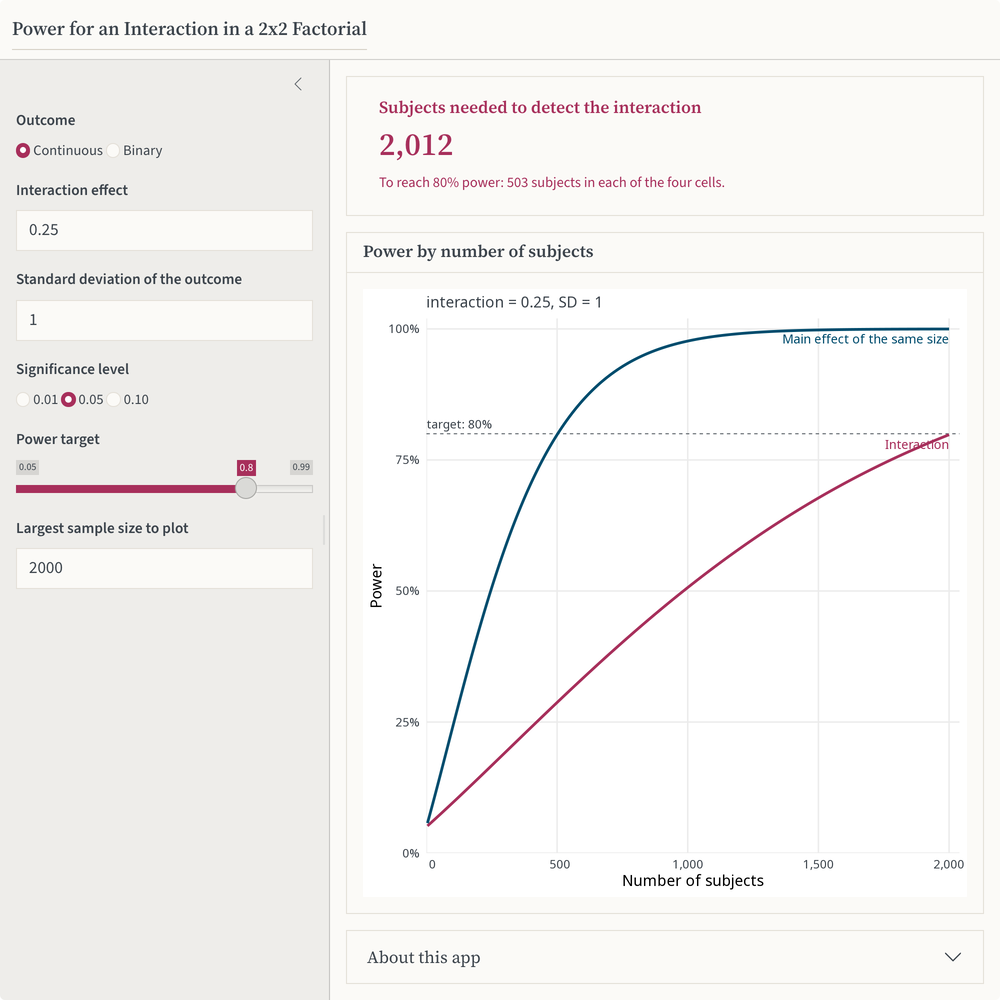 Power for an Interaction in a 2x2 Factorial
Outcome
Continuous Binary
Interaction effect
0.25
Standard deviation of the outcome
1
Significance level
0.01 0.05 0.10
Power target
0.05 0.8 0.99
Largest sample size to plot
2000
Subjects needed to detect the interaction
2,012
To reach 80% power: 503 subjects in each of the four cells.
Power by number of subjects
interaction = 0.25, SD = 1
100%
Main effect of the same size
target: 80%
Interaction
75%
Power
50%
25%
0%
0 500 1,000 1,500 2,000
Number of subjects
About this app